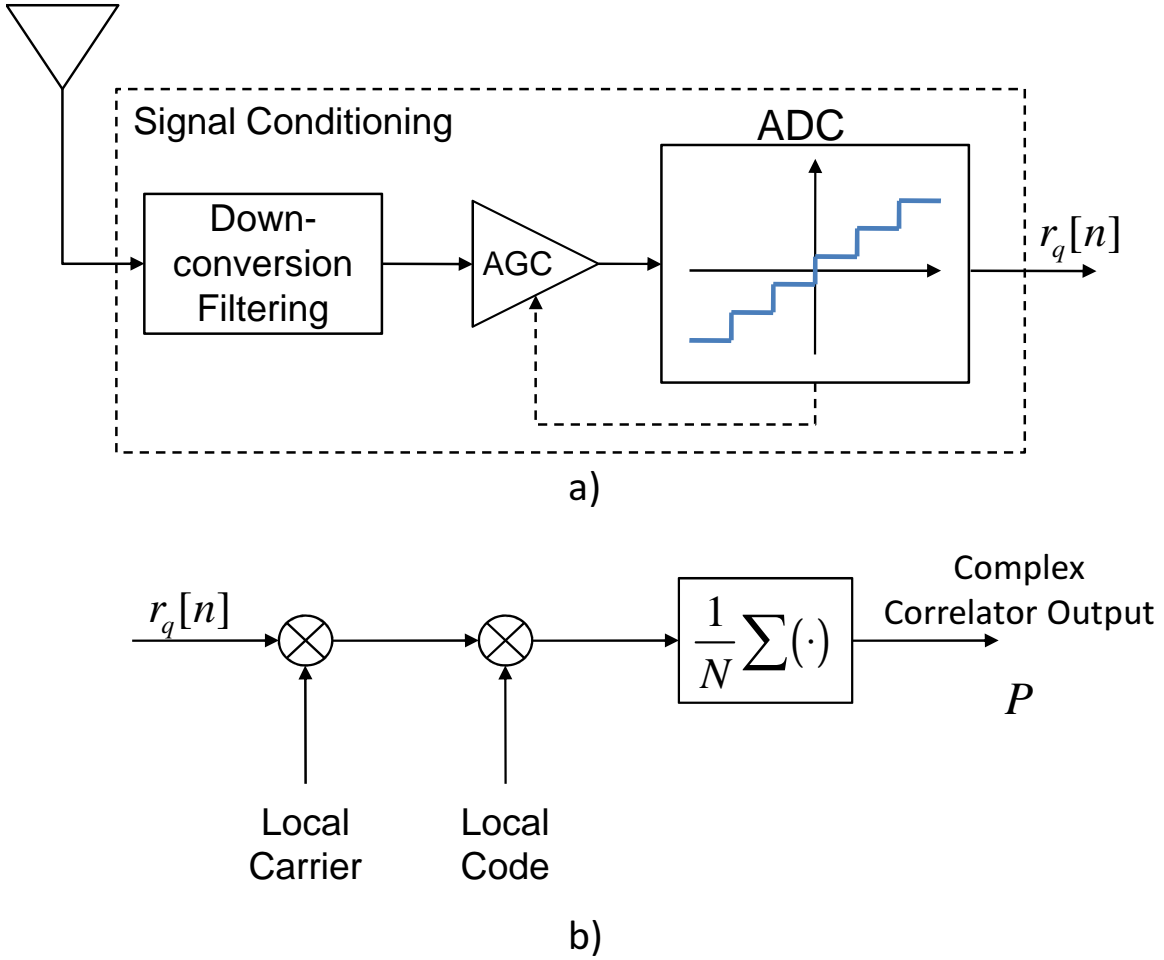 Signal Conditioning
ADC
Down-
conversion
Filtering
AGC
r_q[n]
a)
r_q[n]
1/N ∑(·)
Complex
Correlator Output
P
Local
Carrier
Local
Code
b)